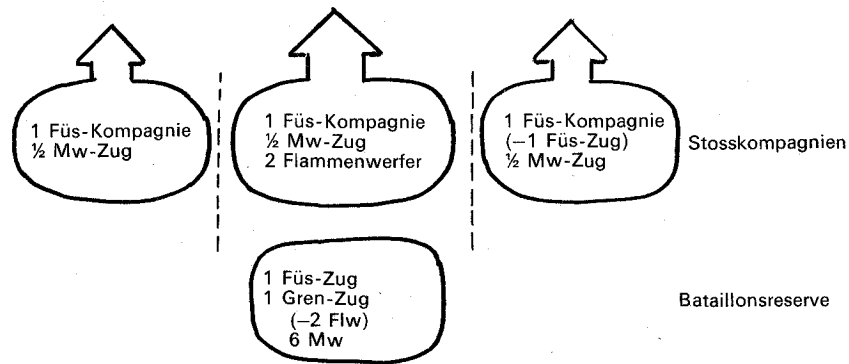 1 Füs-Kompagnie
½ Mw-Zug
1 Füs-Kompagnie
½ Mw-Zug
2 Flammenwerfer
1 Füs-Kompagnie
(–1 Füs-Zug)
½ Mw-Zug
Stosskompagnien
1 Füs-Zug
1 Gren-Zug
(–2 Flw)
6 Mw
Bataillonsreserve